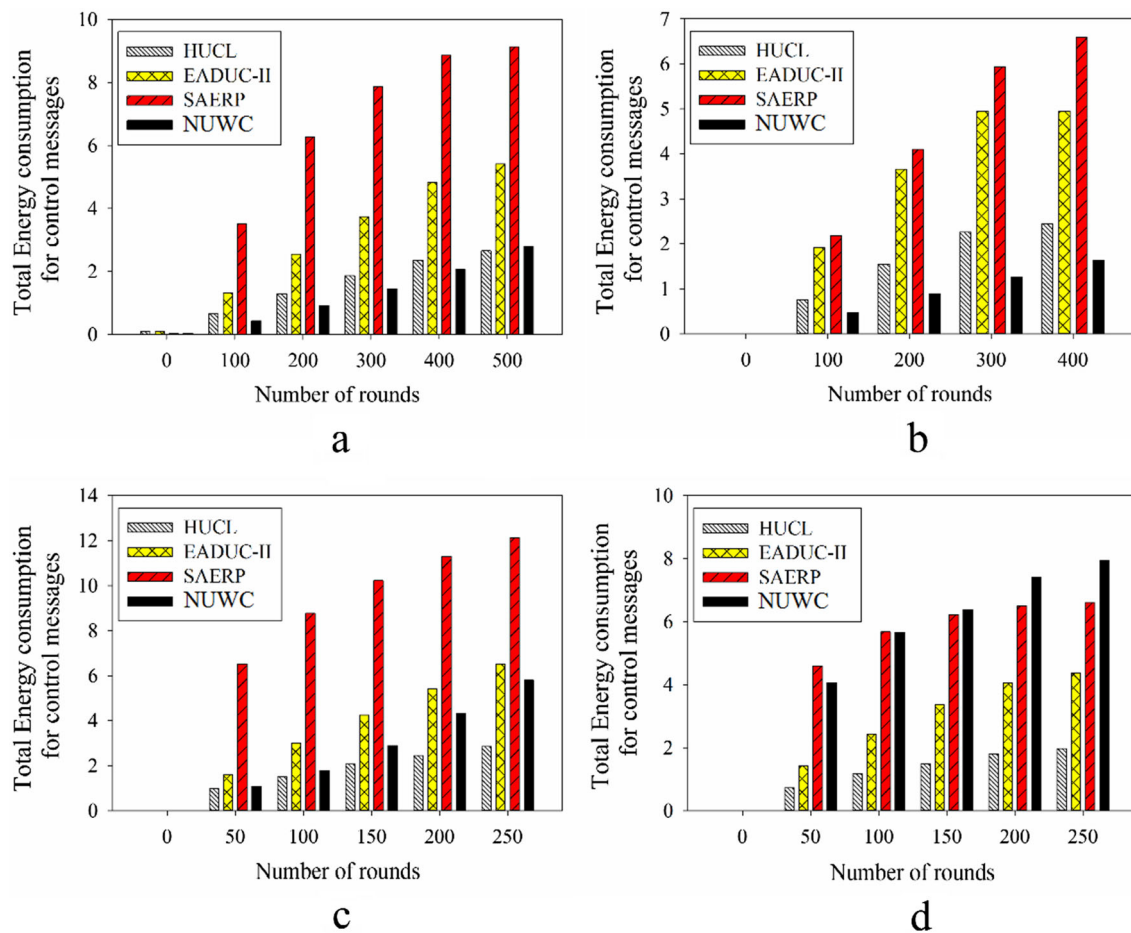 10
8
6
4
2
0
HUCL
EADUC-II
SAERP
NUWC
Total Energy consumption
for control messages
0 100 200 300 400 500
Number of rounds
a
7
6
5
4
3
2
1
0
HUCL
EADUC-II
SAERP
NUWC
Total Energy consumption
for control messages
0 100 200 300 400
Number of rounds
b
14
12
10
8
6
4
2
0
HUCL
EADUC-II
SAERP
NUWC
Total Energy consumption
for control messages
0 50 100 150 200 250
Number of rounds
c
10
8
6
4
2
0
HUCL
EADUC-II
SAERP
NUWC
Total Energy consumption
for control messages
0 50 100 150 200 250
Number of rounds
d